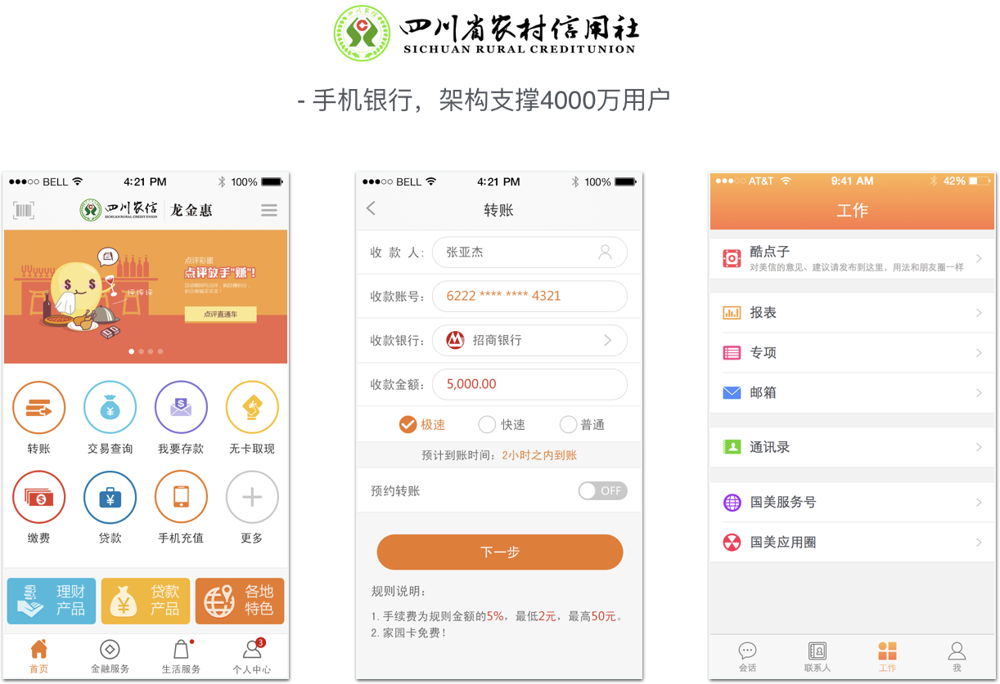 四川省农村信用社
SICHUAN RURAL CREDITUNION
- 手机银行，架构支撑4000万用户
BELL 4:21 PM 100%
四川农信 龙金惠
SICHUAN RURAL CREDIT UNION
点评彩蛋
点评放手"赚"!
点评直通车
转账 交易查询 我要存款 无卡取现
缴费 贷款 手机充值 更多
理财产品 贷款产品 各地特色
首页 金融服务 生活服务 个人中心 3
BELL 4:21 PM 100%
转账
收 款 人: 张亚杰
收款账号: 6222 **** **** 4321
收款银行: 招商银行
收款金额: 5,000.00
极速 快速 普通
预计到账时间: 2小时之内到账
预约转账 OFF
下一步
规则说明:
1. 手续费为规则金额的5%，最低2元，最高50元。
2. 家园卡免费！
AT&T 9:41 AM 42%
工作
酷点子
对美信的意见、建议请发布到这里，用法和朋友圈一样
报表
专项
邮箱
通讯录
国美服务号
国美应用圈
会话 联系人 工作 我